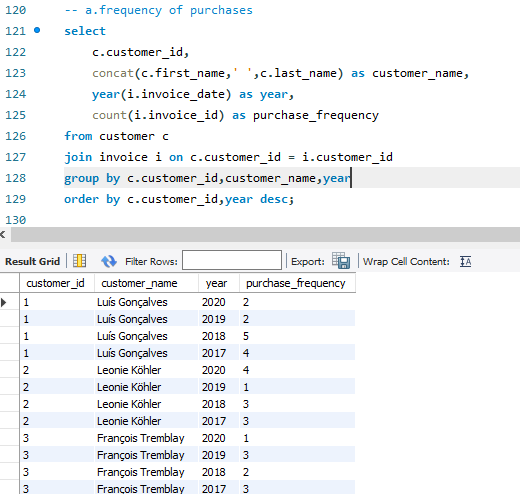 120 -- a.frequency of purchases
121 select
122 c.customer_id,
123 concat(c.first_name,' ',c.last_name) as customer_name,
124 year(i.invoice_date) as year,
125 count(i.invoice_id) as purchase_frequency
126 from customer c
127 join invoice i on c.customer_id = i.customer_id
128 group by c.customer_id,customer_name,year
129 order by c.customer_id,year desc;
130
Result Grid Filter Rows: Export: Wrap Cell Content: IA
customer_id customer_name year purchase_frequency
1 Luís Gonçalves 2020 2
1 Luís Gonçalves 2019 2
1 Luís Gonçalves 2018 5
1 Luís Gonçalves 2017 4
2 Leonie Köhler 2020 4
2 Leonie Köhler 2019 1
2 Leonie Köhler 2018 3
2 Leonie Köhler 2017 3
3 François Tremblay 2020 1
3 François Tremblay 2019 3
3 François Tremblay 2018 2
3 François Tremblay 2017 3